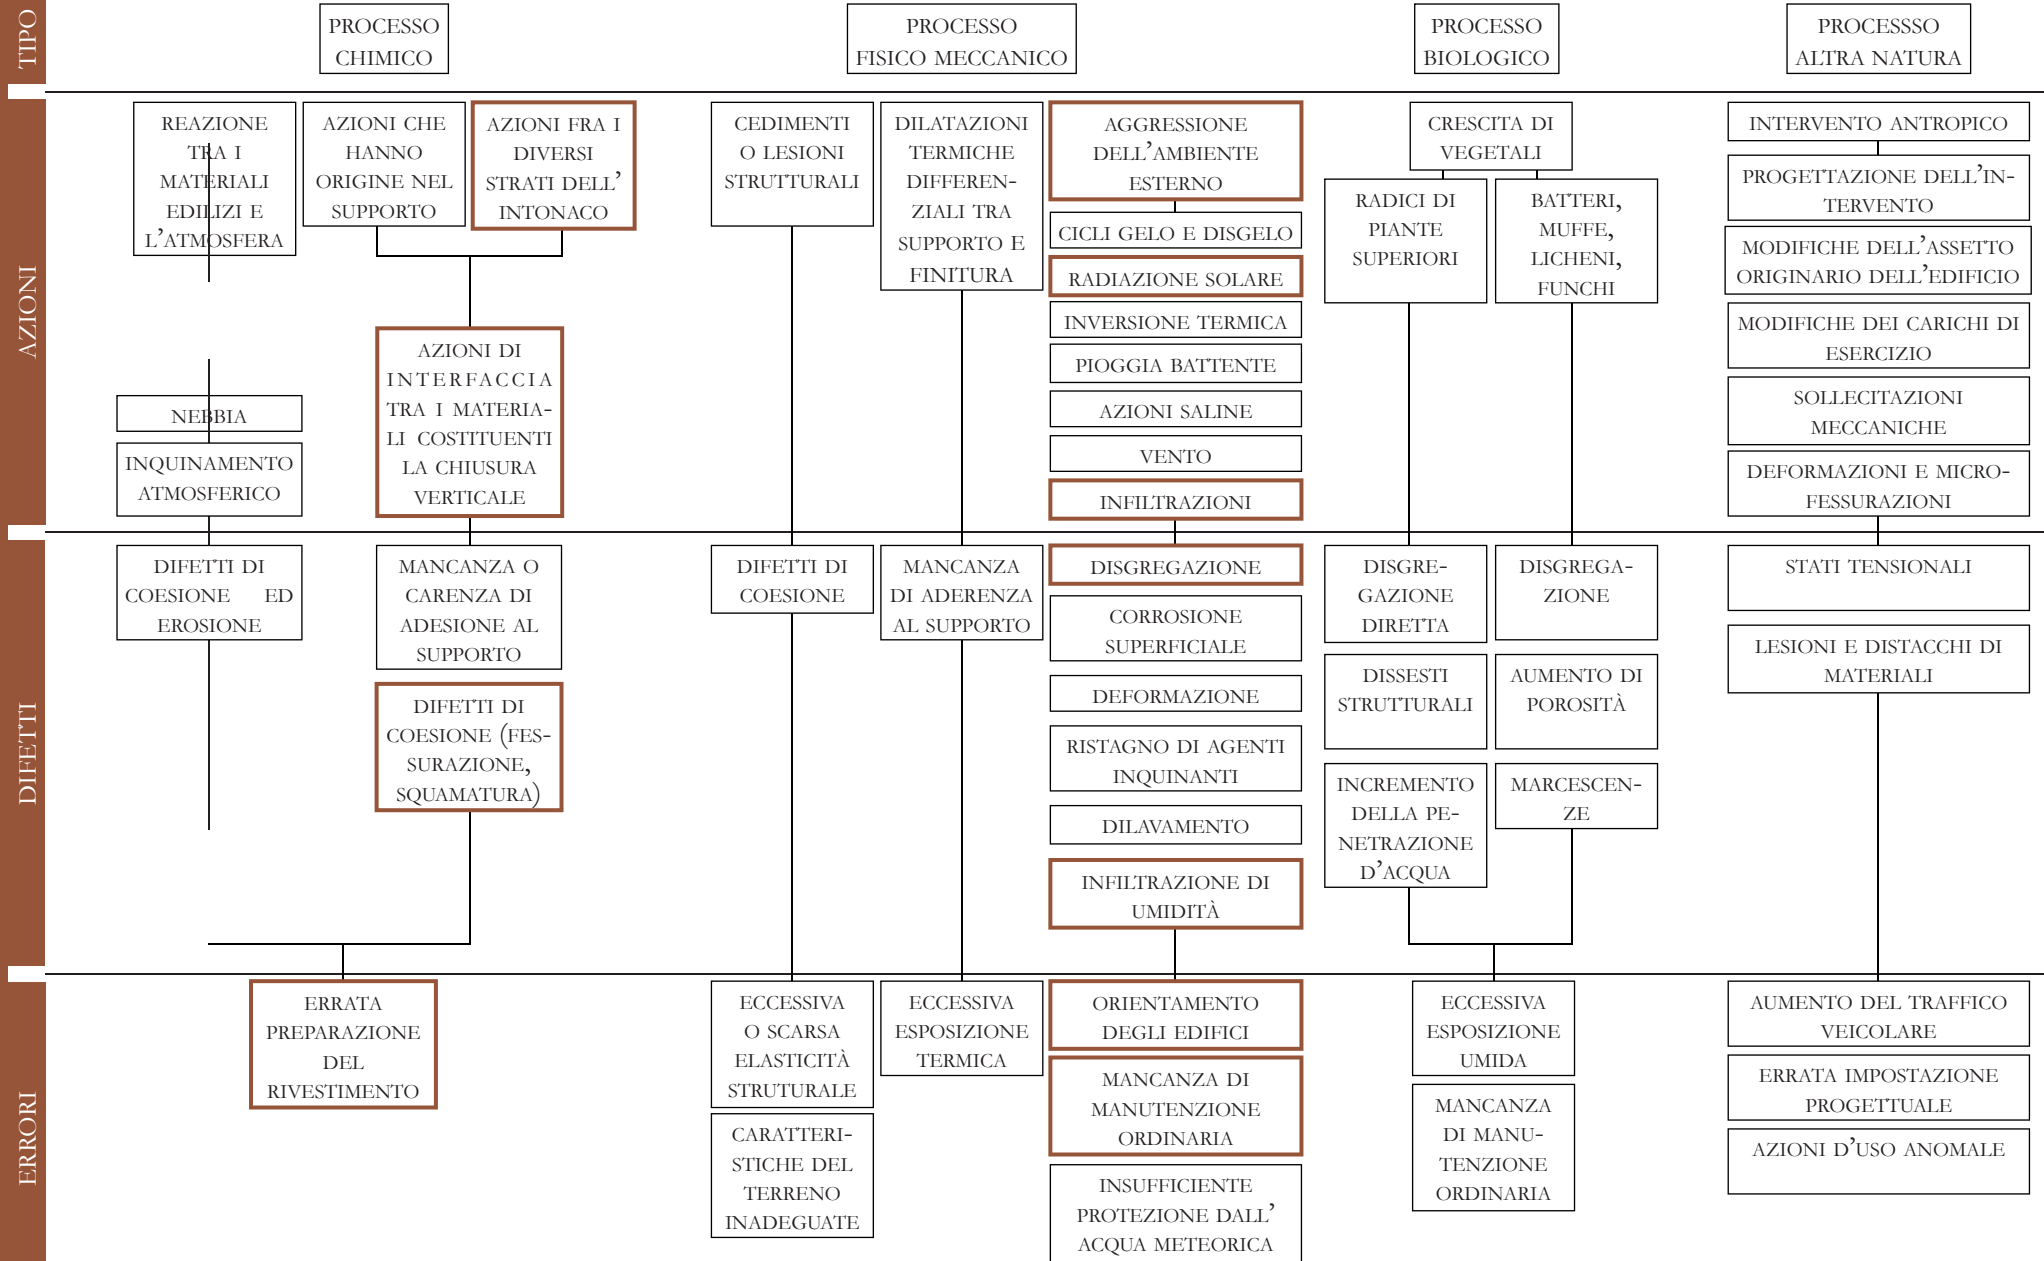 TIPO
PROCESSO
CHIMICO
PROCESSO
FISICO MECCANICO
PROCESSO
BIOLOGICO
PROCESSSO
ALTRA NATURA
AZIONI
REAZIONE
TRA I
MATERIALI
EDILIZI E
L'ATMOSFERA
AZIONI CHE
HANNO
ORIGINE NEL
SUPPORTO
AZIONI FRA I
DIVERSI
STRATI DELL'
INTONACO
AZIONI DI
INTERFACCIA
TRA I MATERIA-
LI COSTITUENTI
LA CHIUSURA
VERTICALE
NEBBIA
INQUINAMENTO
ATMOSFERICO
CEDIMENTI
O LESIONI
STRUTTURALI
DILATAZIONI
TERMICHE
DIFFEREN-
ZIALI TRA
SUPPORTO E
FINITURA
AGGRESSIONE
DELL'AMBIENTE
ESTERNO
CICLI GELO E DISGELO
RADIAZIONE SOLARE
INVERSIONE TERMICA
PIOGGIA BATTENTE
AZIONI SALINE
VENTO
INFILTRAZIONI
CRESCITA DI
VEGETALI
RADICI DI
PIANTE
SUPERIORI
BATTERI,
MUFFE,
LICHENI,
FUNCHI
INTERVENTO ANTROPICO
PROGETTAZIONE DELL'IN-
TERVENTO
MODIFICHE DELL'ASSETTO
ORIGINARIO DELL'EDIFICIO
MODIFICHE DEI CARICHI DI
ESERCIZIO
SOLLECITAZIONI
MECCANICHE
DEFORMAZIONI E MICRO-
FESSURAZIONI
DIFETTI
DIFETTI DI
COESIONE ED
EROSIONE
MANCANZA O
CARENZA DI
ADESIONE AL
SUPPORTO
DIFETTI DI
COESIONE (FES-
SURAZIONE,
SQUAMATURA)
DIFETTI DI
COESIONE
MANCANZA
DI ADERENZA
AL SUPPORTO
DISGREGAZIONE
CORROSIONE
SUPERFICIALE
DEFORMAZIONE
RISTAGNO DI AGENTI
INQUINANTI
DILAVAMENTO
INFILTRAZIONE DI
UMIDITÀ
DISGRE-
GAZIONE
DIRETTA
DISSESTI
STRUTTURALI
INCREMENTO
DELLA PE-
NETRAZIONE
D'ACQUA
DISGREGA-
ZIONE
AUMENTO DI
POROSITÀ
MARCESCEN-
ZE
STATI TENSIONALI
LESIONI E DISTACCHI DI
MATERIALI
ERRORI
ERRATA
PREPARAZIONE
DEL
RIVESTIMENTO
ECCESSIVA
O SCARSA
ELASTICITÀ
STRUTURALE
CARATTERI-
STICHE DEL
TERRENO
INADEGUATE
ECCESSIVA
ESPOSIZIONE
TERMICA
ORIENTAMENTO
DEGLI EDIFICI
MANCANZA DI
MANUTENZIONE
ORDINARIA
INSUFFICIENTE
PROTEZIONE DALL'
ACQUA METEORICA
ECCESSIVA
ESPOSIZIONE
UMIDA
MANCANZA
DI MANU-
TENZIONE
ORDINARIA
AUMENTO DEL TRAFFICO
VEICOLARE
ERRATA IMPOSTAZIONE
PROGETTUALE
AZIONI D'USO ANOMALE